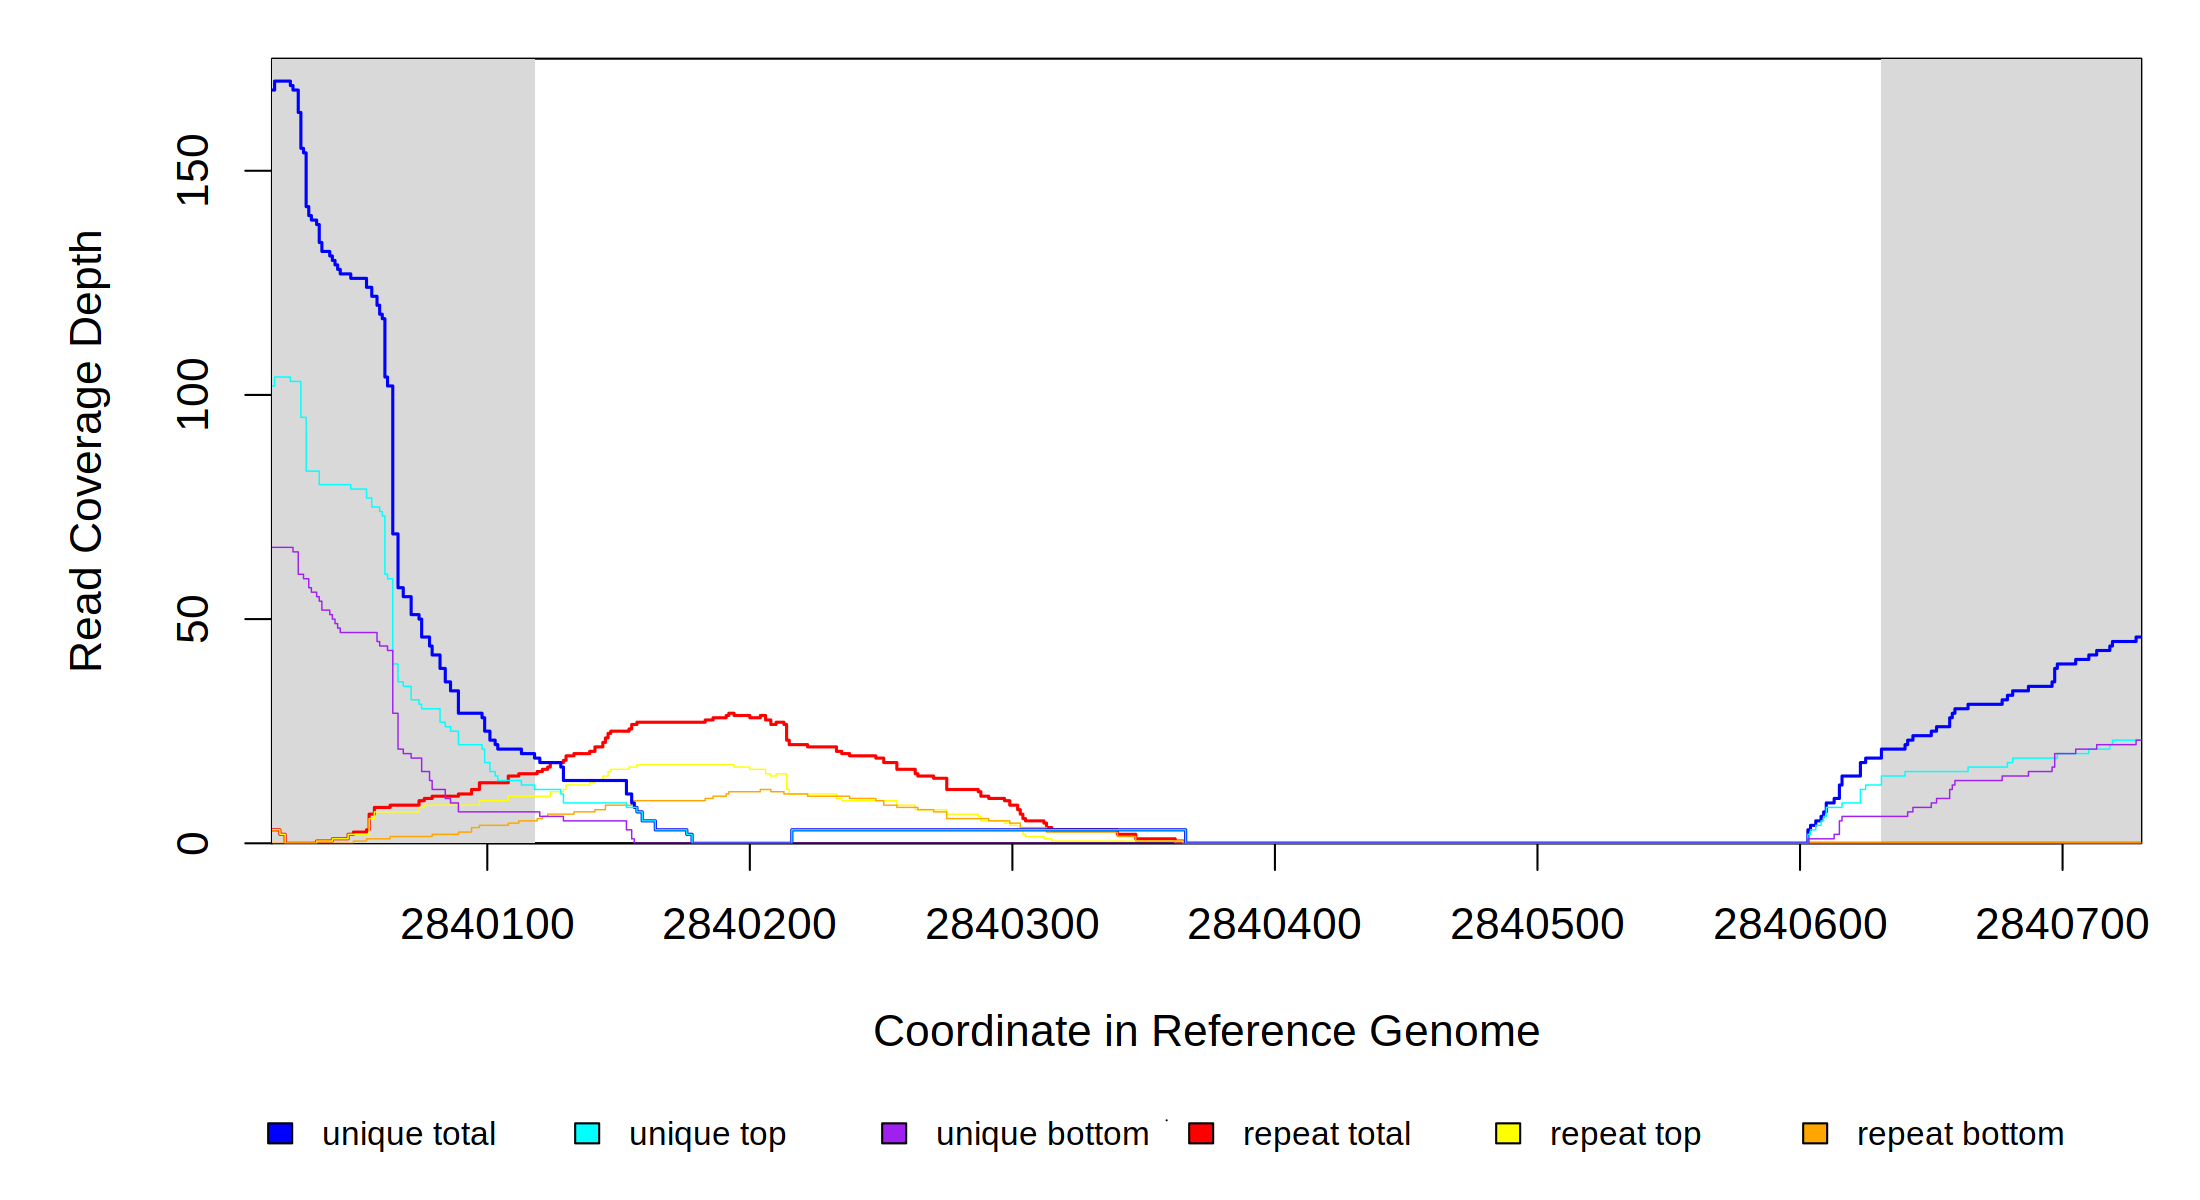 Read Coverage Depth
150
100
50
0
2840100 2840200 2840300 2840400 2840500 2840600 2840700
Coordinate in Reference Genome
unique total unique top unique bottom repeat total repeat top repeat bottom